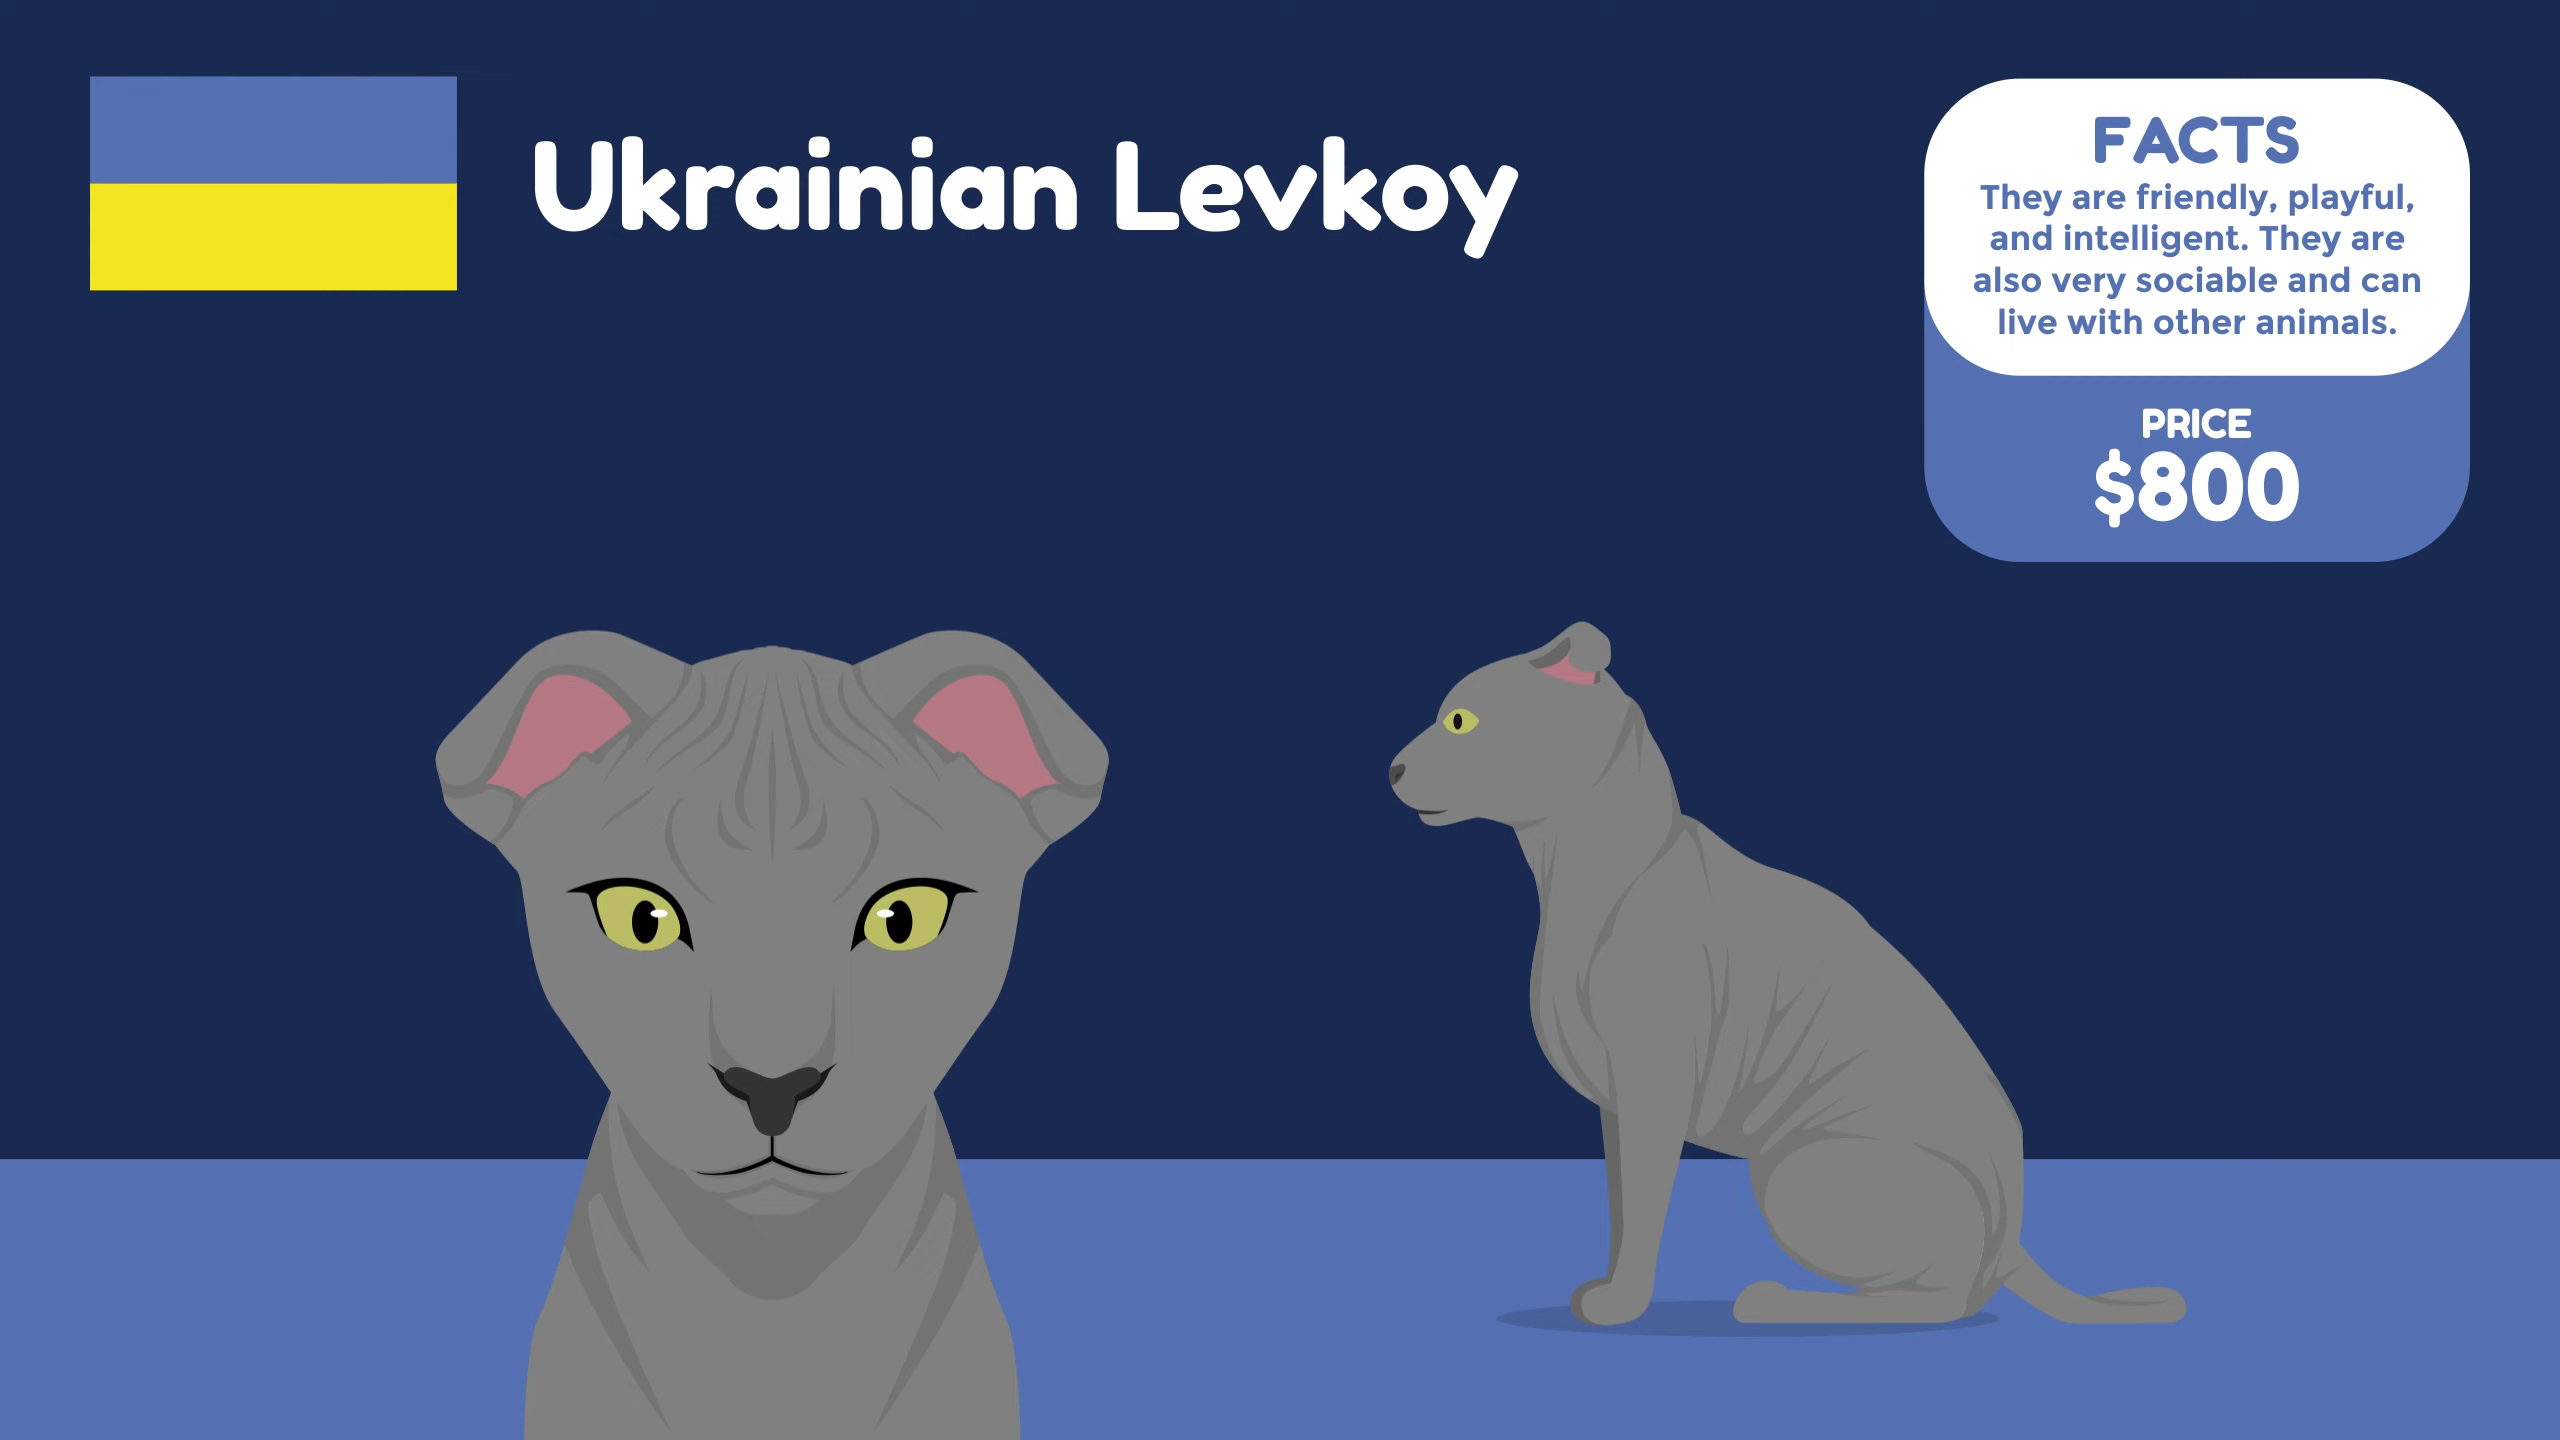 Ukrainian Levkoy
FACTS
They are friendly, playful,
and intelligent. They are
also very sociable and can
live with other animals.
PRICE
$800